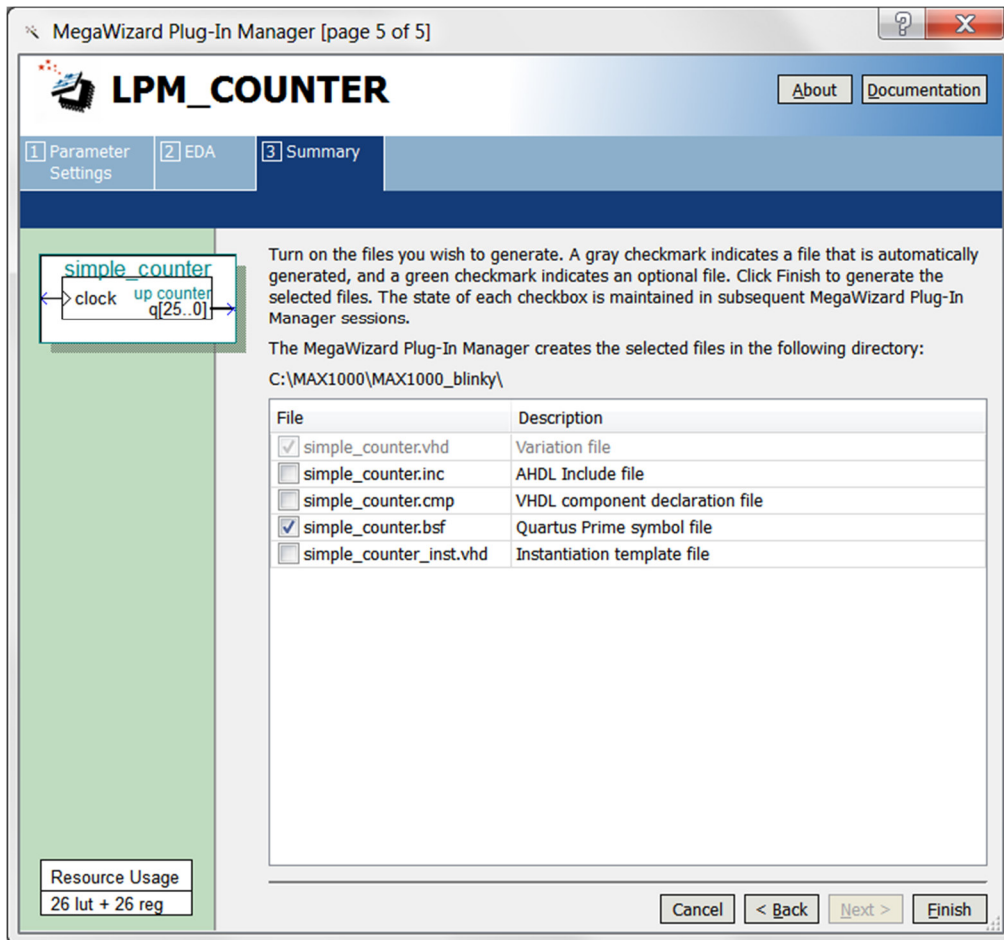 MegaWizard Plug-In Manager [page 5 of 5]
?
X
LPM_COUNTER
About
Documentation
1 Parameter
Settings
2 EDA
3 Summary
simple_counter
clock
up counter
q[25..0]
Turn on the files you wish to generate. A gray checkmark indicates a file that is automatically
generated, and a green checkmark indicates an optional file. Click Finish to generate the
selected files. The state of each checkbox is maintained in subsequent MegaWizard Plug-In
Manager sessions.
The MegaWizard Plug-In Manager creates the selected files in the following directory:
C:\MAX1000\MAX1000_blinky\
File Description
simple_counter.vhd Variation file
simple_counter.inc AHDL Include file
simple_counter.cmp VHDL component declaration file
simple_counter.bsf Quartus Prime symbol file
simple_counter_inst.vhd Instantiation template file
Resource Usage
26 lut + 26 reg
Cancel
< Back
Next >
Finish